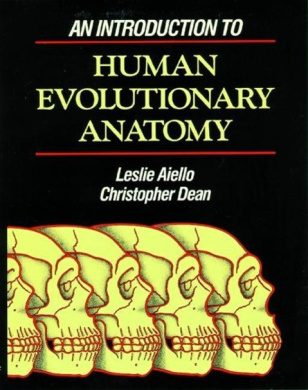 AN INTRODUCTION TO
HUMAN
EVOLUTIONARY
ANATOMY
Leslie Aiello
Christopher Dean